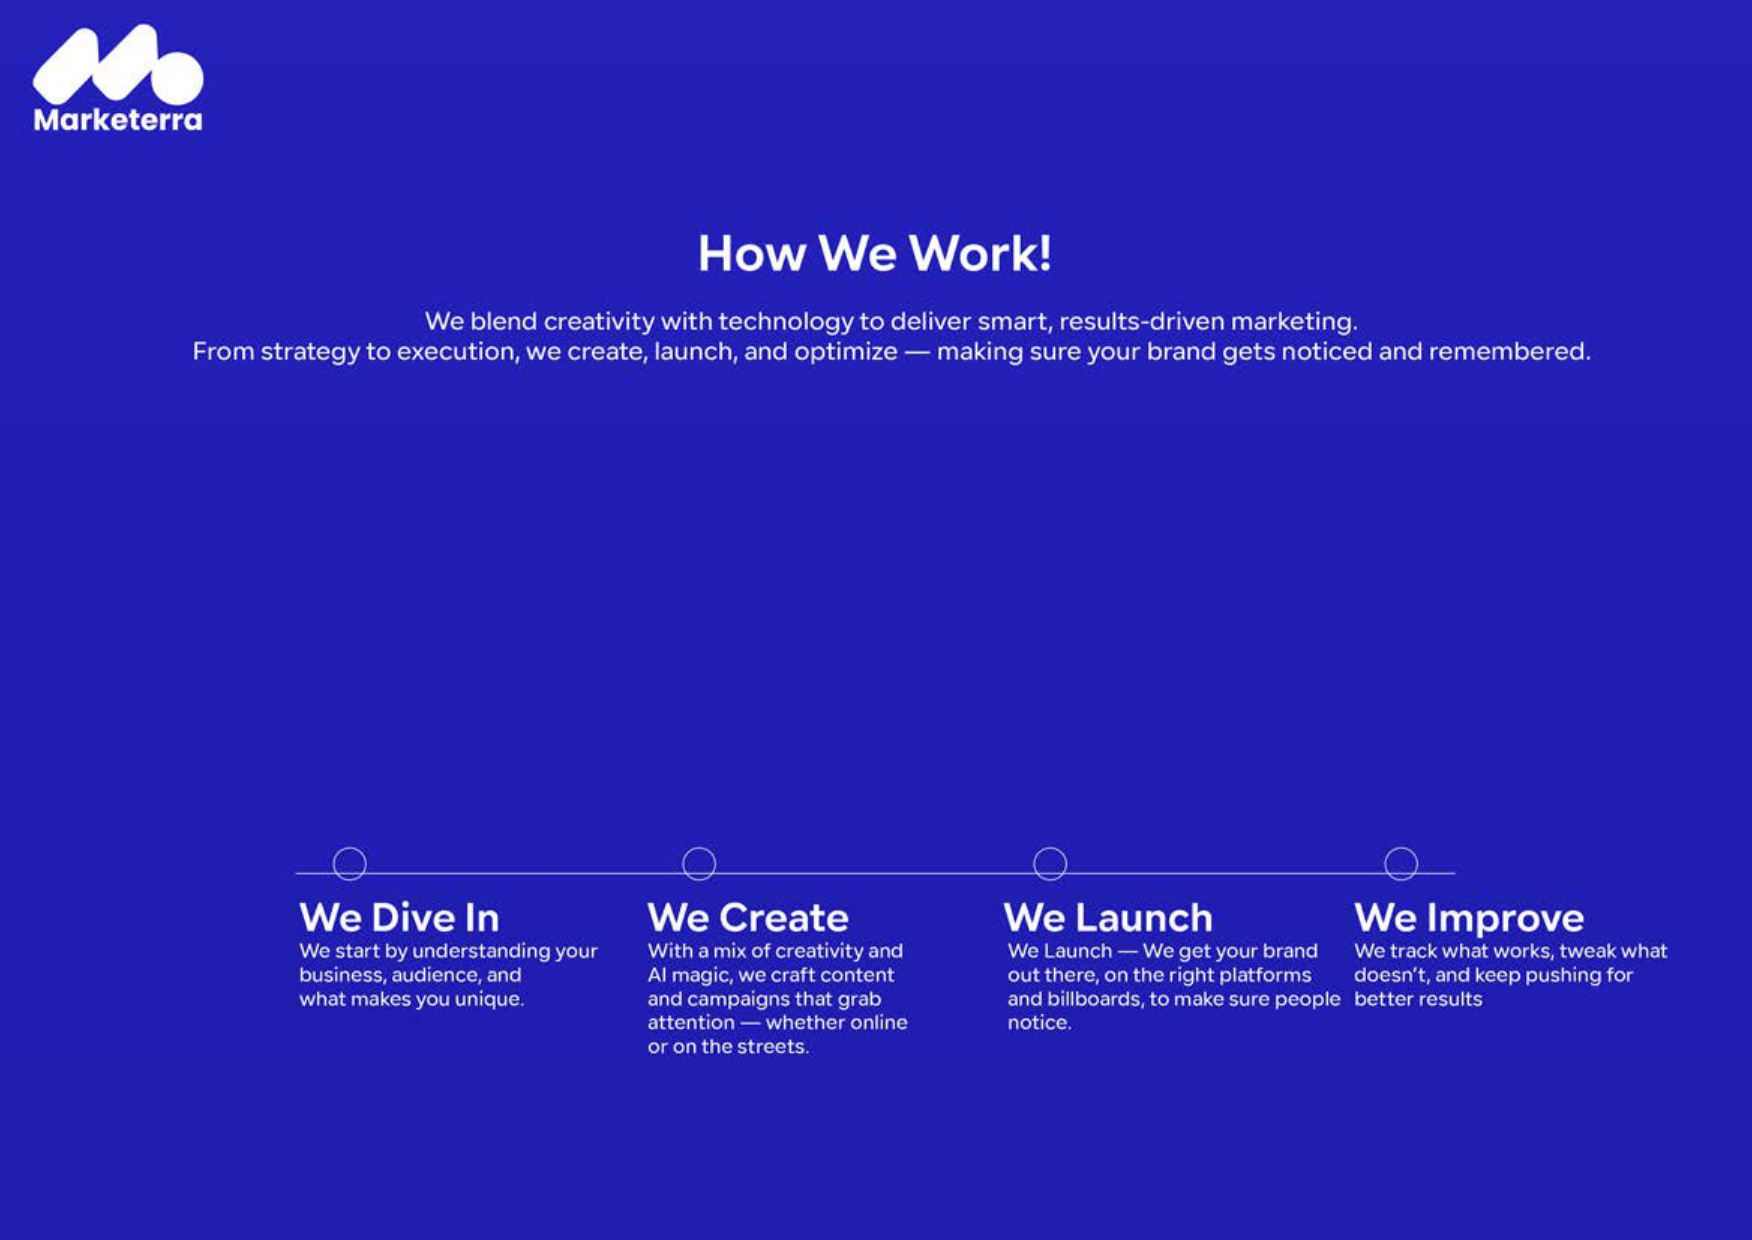 Marketerra
How We Work!
We blend creativity with technology to deliver smart, results-driven marketing.
From strategy to execution, we create, launch, and optimize — making sure your brand gets noticed and remembered.
We Dive In
We start by understanding your
business, audience, and
what makes you unique.
We Create
With a mix of creativity and
AI magic, we craft content
and campaigns that grab
attention — whether online
or on the streets.
We Launch
We Launch — We get your brand
out there, on the right platforms
and billboards, to make sure people
notice.
We Improve
We track what works, tweak what
doesn't, and keep pushing for
better results